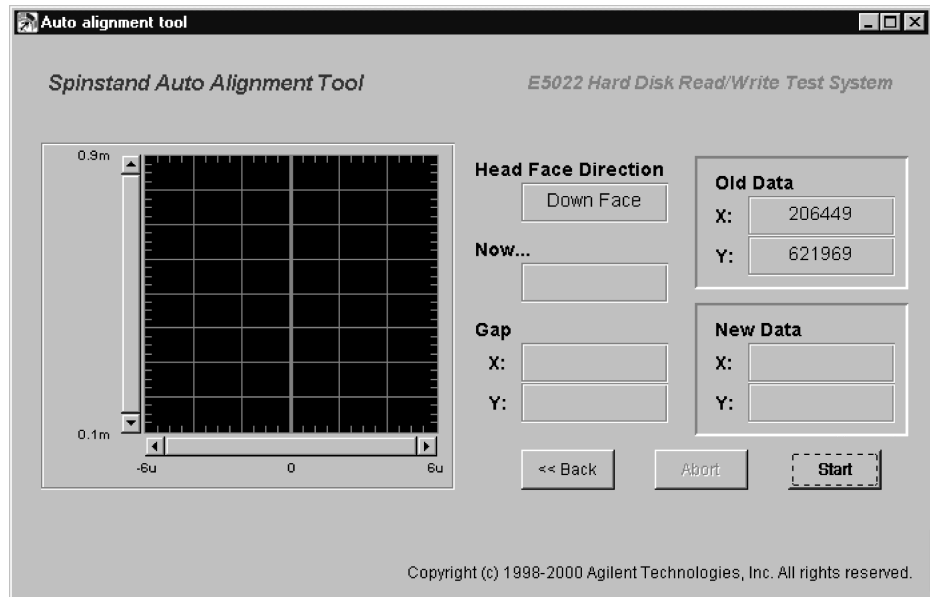 Auto alignment tool
Spinstand Auto Alignment Tool
E5022 Hard Disk Read/Write Test System
0.9m
0.1m
-6u
0
6u
Head Face Direction
Down Face
Now...
Gap
X:
Y:
Old Data
X: 206449
Y: 621969
New Data
X:
Y:
<< Back
Abort
Start
Copyright (c) 1998-2000 Agilent Technologies, Inc. All rights reserved.